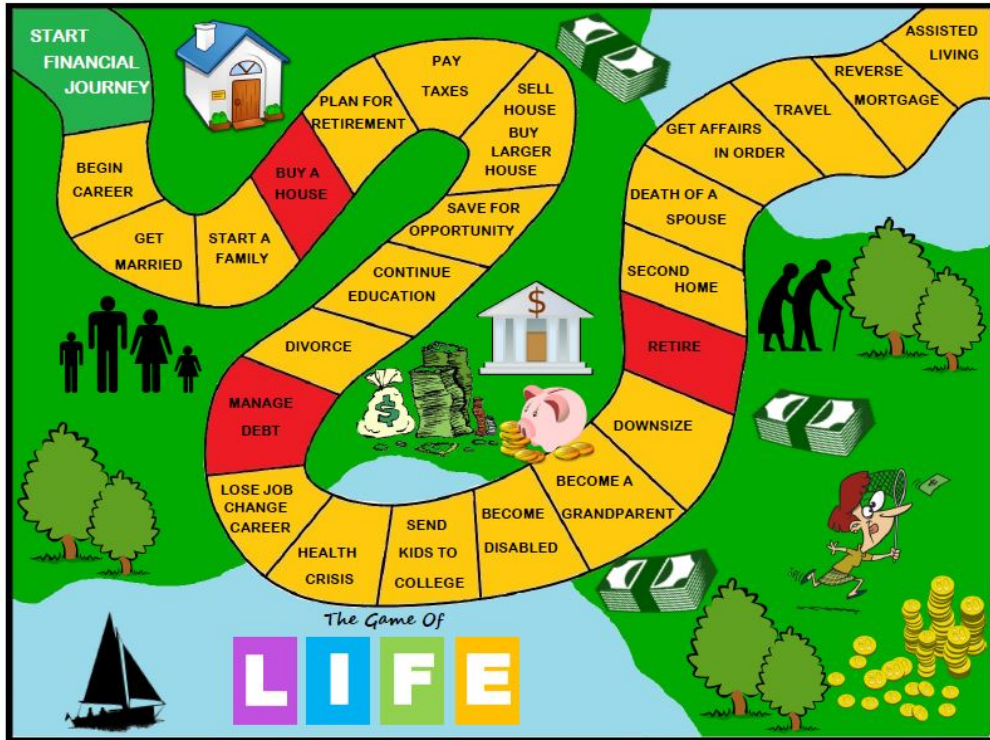 START
FINANCIAL
JOURNEY
BEGIN
CAREER
GET
MARRIED
START A
FAMILY
BUY A
HOUSE
PLAN FOR
RETIREMENT
PAY
TAXES
SELL
HOUSE
BUY
LARGER
HOUSE
SAVE FOR
OPPORTUNITY
CONTINUE
EDUCATION
DIVORCE
MANAGE
DEBT
LOSE JOB
CHANGE
CAREER
HEALTH
CRISIS
SEND
KIDS TO
COLLEGE
BECOME
DISABLED
BECOME A
GRANDPARENT
DOWNSIZE
RETIRE
SECOND
HOME
DEATH OF A
SPOUSE
GET AFFAIRS
IN ORDER
TRAVEL
REVERSE
MORTGAGE
ASSISTED
LIVING
$
$
The Game Of
LIFE